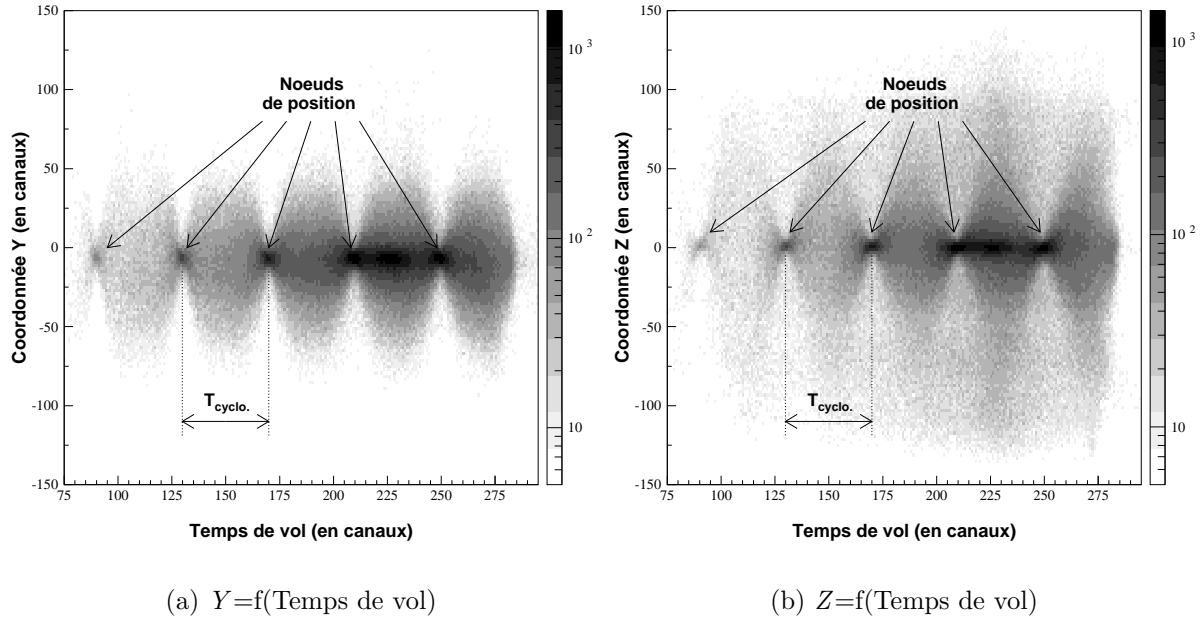 150
100
50
0
-50
-100
-150
75 100 125 150 175 200 225 250 275
Coordonnée Y (en canaux)
Temps de vol (en canaux)
Noeuds
de position
T cyclo.
10 3
10 2
10
(a) Y=f(Temps de vol)
150
100
50
0
-50
-100
-150
75 100 125 150 175 200 225 250 275
Coordonnée Z (en canaux)
Temps de vol (en canaux)
Noeuds
de position
T cyclo.
10 3
10 2
10
(b) Z=f(Temps de vol)